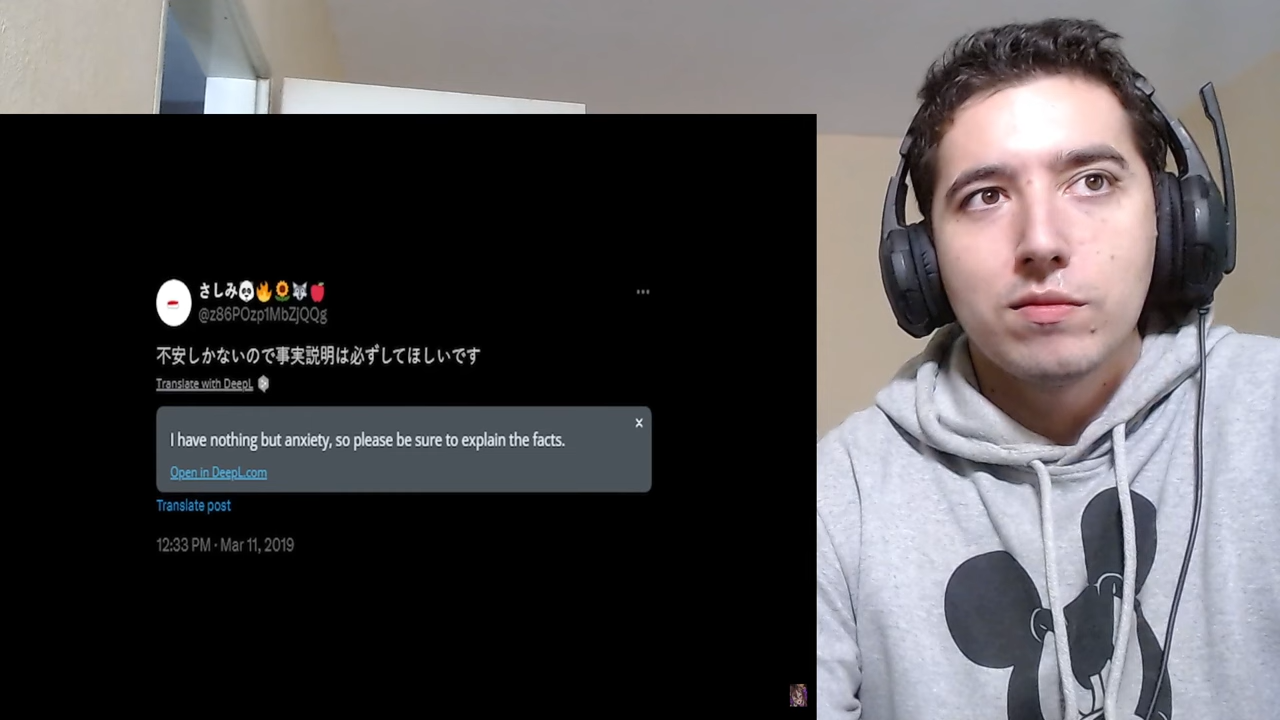 さしみ💀🔥🌻🐺🍎
@z86POzp1MbZJQQg
不安しかないので事実説明は必ずしてほしいです
Translate with DeepL
I have nothing but anxiety, so please be sure to explain the facts.
Open in DeepL.com
Translate post
12:33 PM · Mar 11, 2019